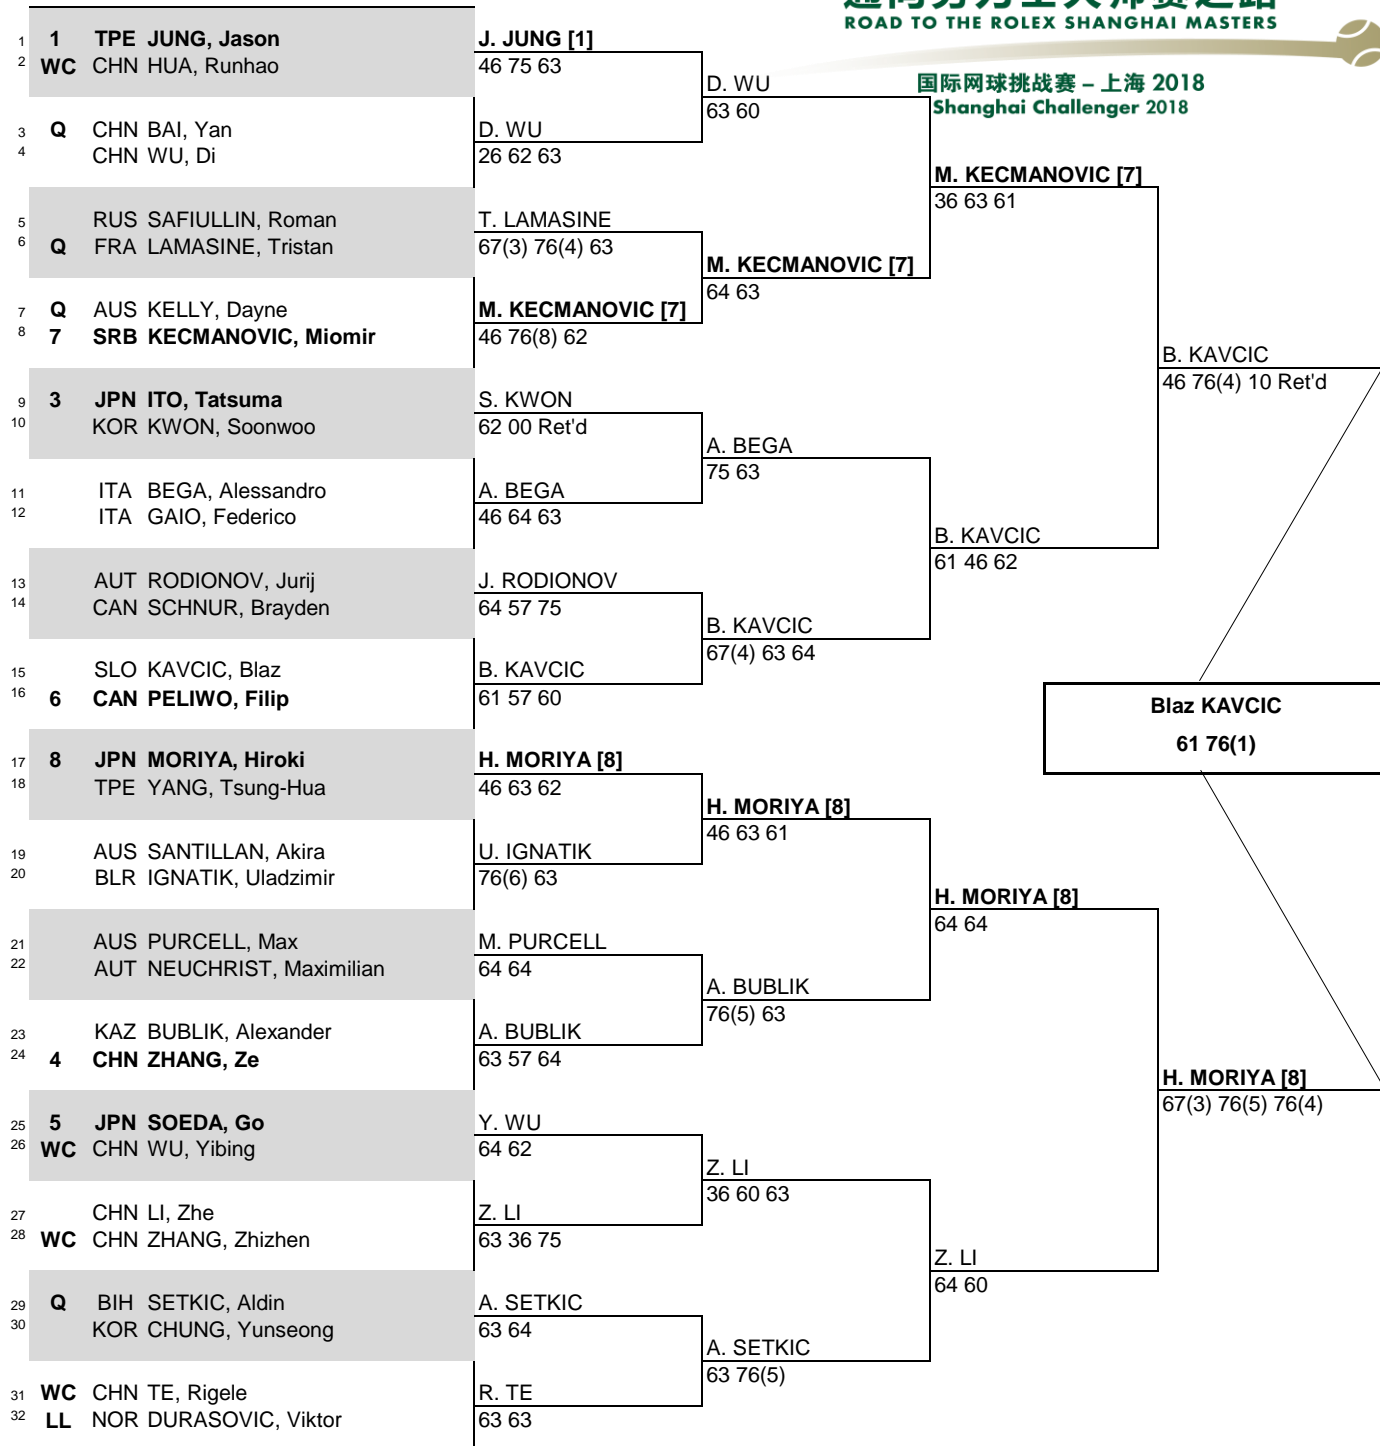 通向劳力士大师赛之路
ROAD TO THE ROLEX SHANGHAI MASTERS
国际网球挑战赛 – 上海 2018
Shanghai Challenger 2018
1 1 TPE JUNG, Jason
2 WC CHN HUA, Runhao
3 Q CHN BAI, Yan
4 CHN WU, Di
5 RUS SAFIULLIN, Roman
6 Q FRA LAMASINE, Tristan
7 Q AUS KELLY, Dayne
8 7 SRB KECMANOVIC, Miomir
9 3 JPN ITO, Tatsuma
10 KOR KWON, Soonwoo
11 ITA BEGA, Alessandro
12 ITA GAIO, Federico
13 AUT RODIONOV, Jurij
14 CAN SCHNUR, Brayden
15 SLO KAVCIC, Blaz
16 6 CAN PELIWO, Filip
17 8 JPN MORIYA, Hiroki
18 TPE YANG, Tsung-Hua
19 AUS SANTILLAN, Akira
20 BLR IGNATIK, Uladzimir
21 AUS PURCELL, Max
22 AUT NEUCHRIST, Maximilian
23 KAZ BUBLIK, Alexander
24 4 CHN ZHANG, Ze
25 5 JPN SOEDA, Go
26 WC CHN WU, Yibing
27 CHN LI, Zhe
28 WC CHN ZHANG, Zhizhen
29 Q BIH SETKIC, Aldin
30 KOR CHUNG, Yunseong
31 WC CHN TE, Rigele
32 LL NOR DURASOVIC, Viktor
J. JUNG [1]
46 75 63
D. WU
26 62 63
T. LAMASINE
67(3) 76(4) 63
M. KECMANOVIC [7]
46 76(8) 62
S. KWON
62 00 Ret'd
A. BEGA
46 64 63
J. RODIONOV
64 57 75
B. KAVCIC
61 57 60
H. MORIYA [8]
46 63 62
U. IGNATIK
76(6) 63
M. PURCELL
64 64
A. BUBLIK
63 57 64
Y. WU
64 62
Z. LI
63 36 75
A. SETKIC
63 64
R. TE
63 63
D. WU
63 60
M. KECMANOVIC [7]
64 63
A. BEGA
75 63
B. KAVCIC
67(4) 63 64
H. MORIYA [8]
46 63 61
A. BUBLIK
76(5) 63
Z. LI
36 60 63
A. SETKIC
63 76(5)
M. KECMANOVIC [7]
36 63 61
B. KAVCIC
61 46 62
H. MORIYA [8]
64 64
Z. LI
64 60
B. KAVCIC
46 76(4) 10 Ret'd
H. MORIYA [8]
67(3) 76(5) 76(4)
Blaz KAVCIC
61 76(1)